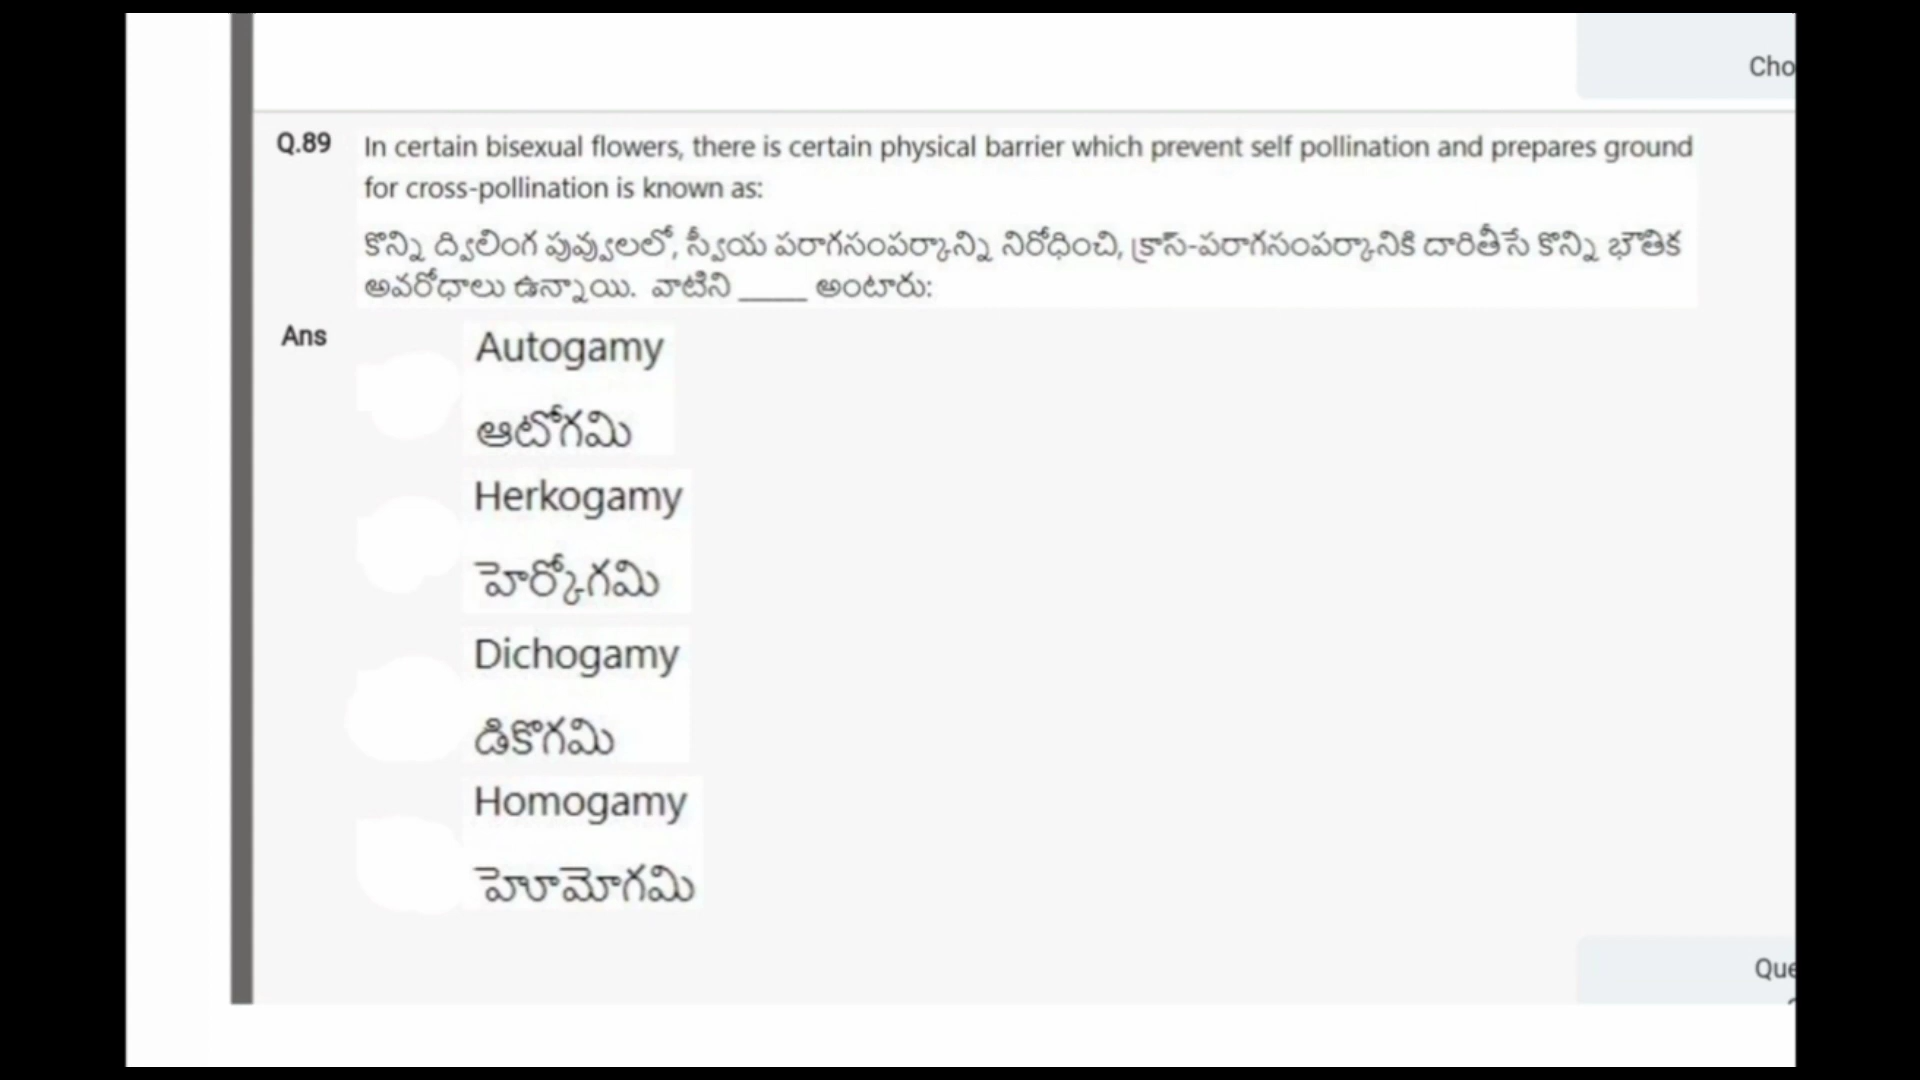 Cho
Q.89 In certain bisexual flowers, there is certain physical barrier which prevent self pollination and prepares ground
for cross-pollination is known as:
కొన్ని ద్విలింగ పువ్వులలో, స్వీయ పరాగసంపర్కాన్ని నిరోధించి, క్రాస్-పరాగసంపర్కానికి దారితీసే కొన్ని భౌతిక
అవరోధాలు ఉన్నాయి. వాటిని _____ అంటారు:
Ans Autogamy
ఆటోగమి
Herkogamy
హెర్కోగమి
Dichogamy
డికొగమి
Homogamy
హెూమోగమి
Que